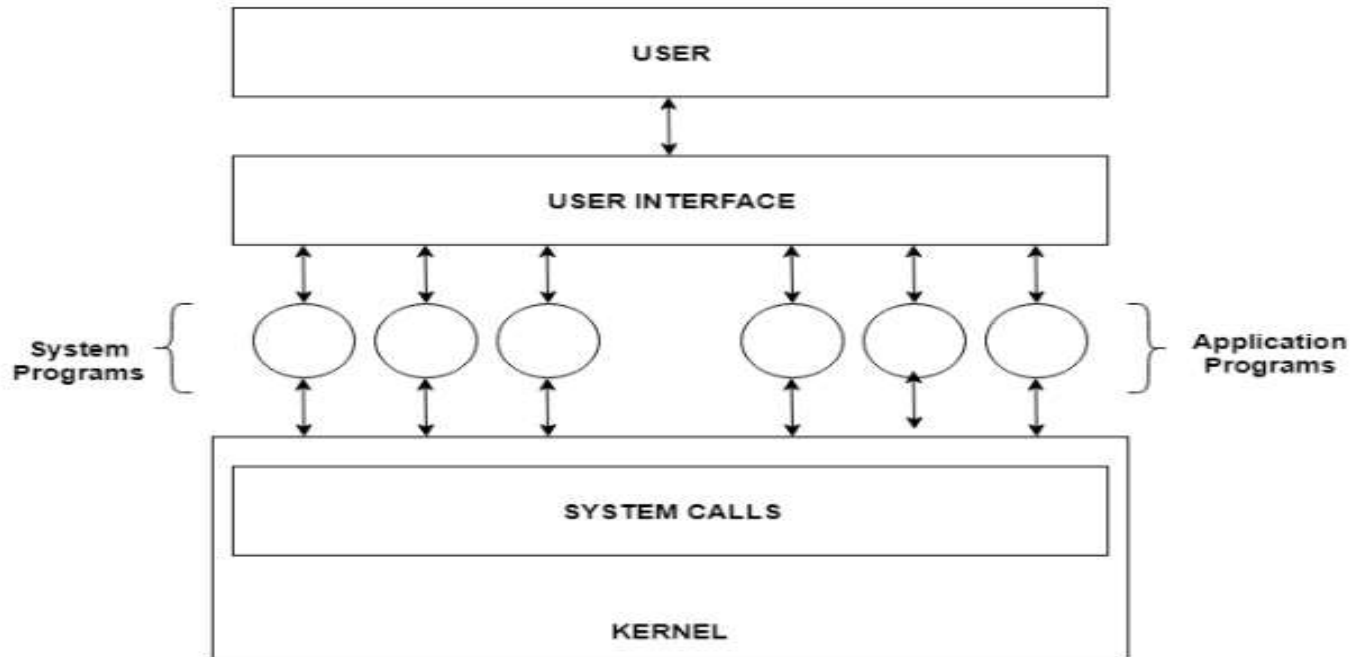 USER
USER INTERFACE
System
Programs
Application
Programs
SYSTEM CALLS
KERNEL